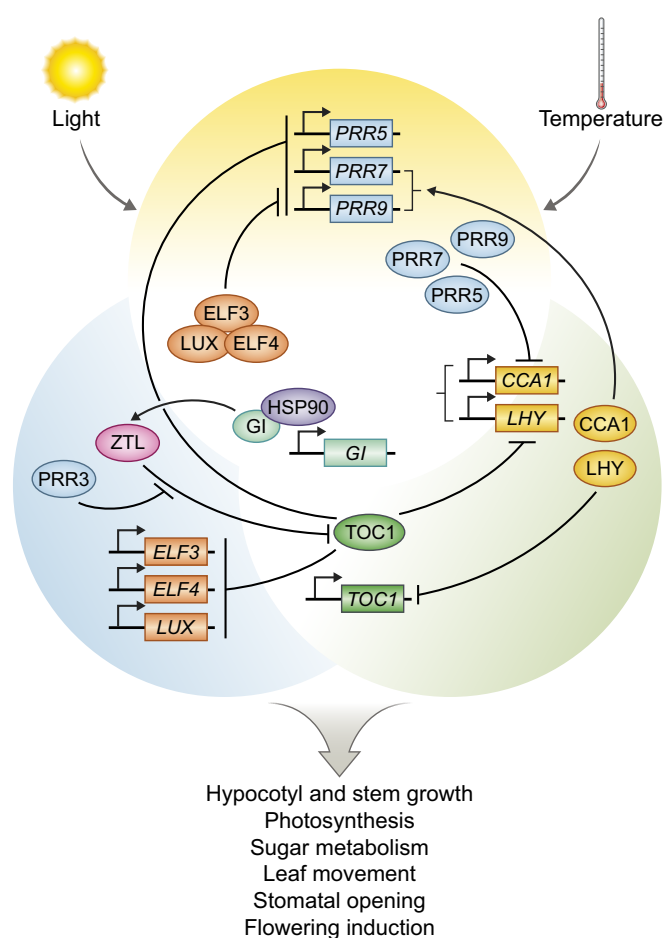 Light
Temperature
PRR5
PRR7
PRR9
PRR9
PRR7
PRR5
ELF3
LUX
ELF4
CCA1
LHY
CCA1
LHY
HSP90
GI
GI
ZTL
PRR3
TOC1
ELF3
ELF4
LUX
TOC1
Hypocotyl and stem growth
Photosynthesis
Sugar metabolism
Leaf movement
Stomatal opening
Flowering induction